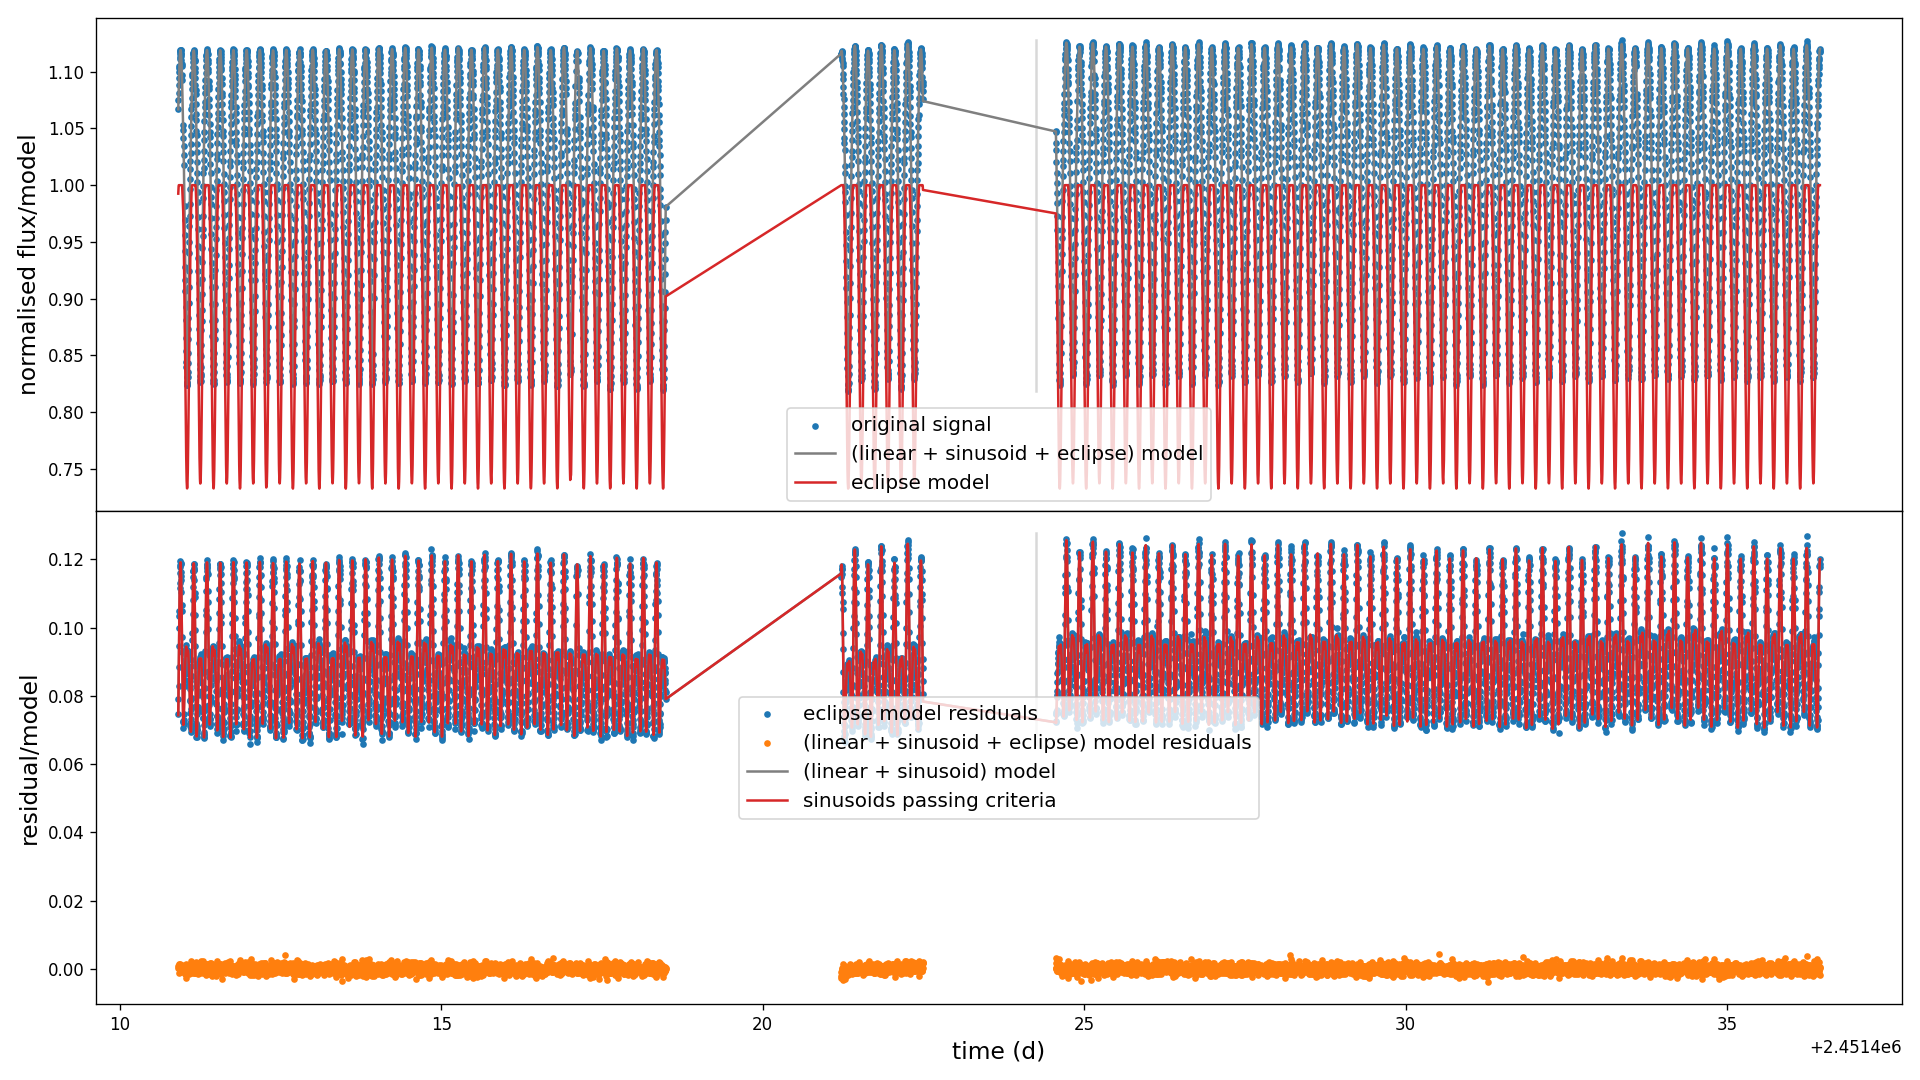 normalised flux/model
1.10
1.05
1.00
0.95
0.90
0.85
0.80
0.75
original signal
(linear + sinusoid + eclipse) model
eclipse model
residual/model
0.12
0.10
0.08
0.06
0.04
0.02
0.00
eclipse model residuals
(linear + sinusoid + eclipse) model residuals
(linear + sinusoid) model
sinusoids passing criteria
10 15 20 25 30 35
time (d)
+2.4514e6